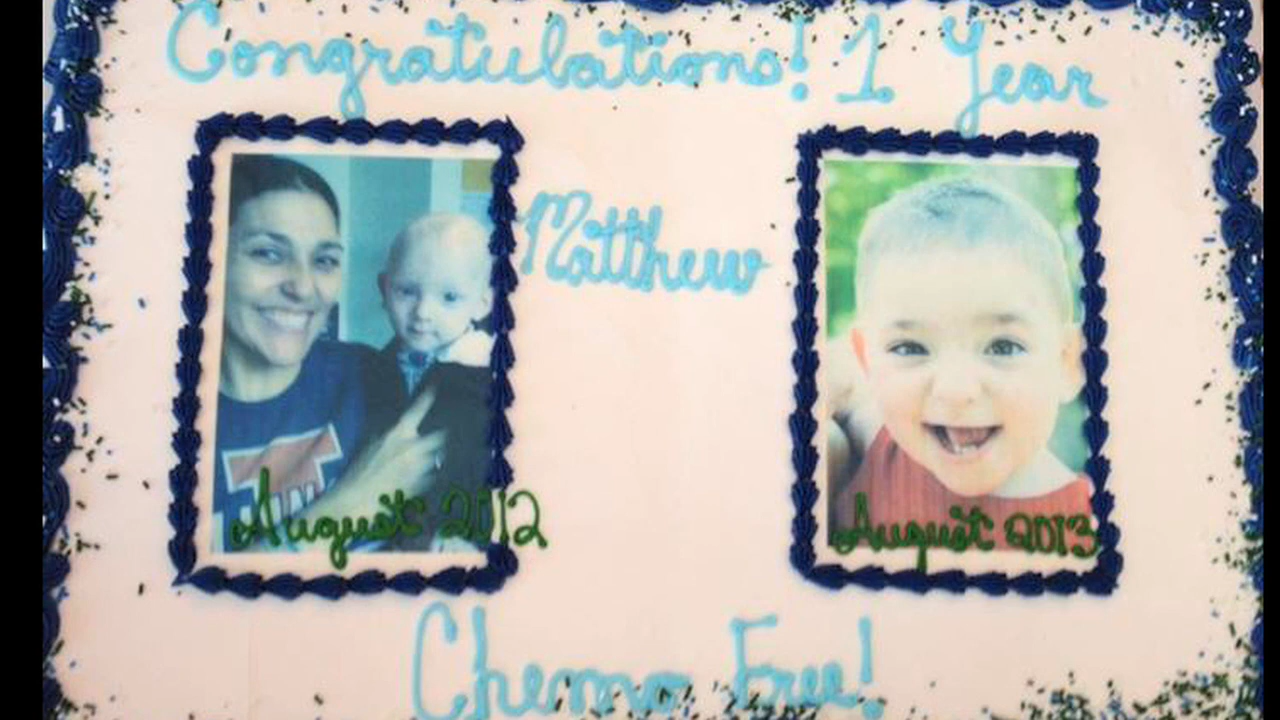 Congratulations! 1 Year
Matthew
August 2012
August 2013
Chemo Free!